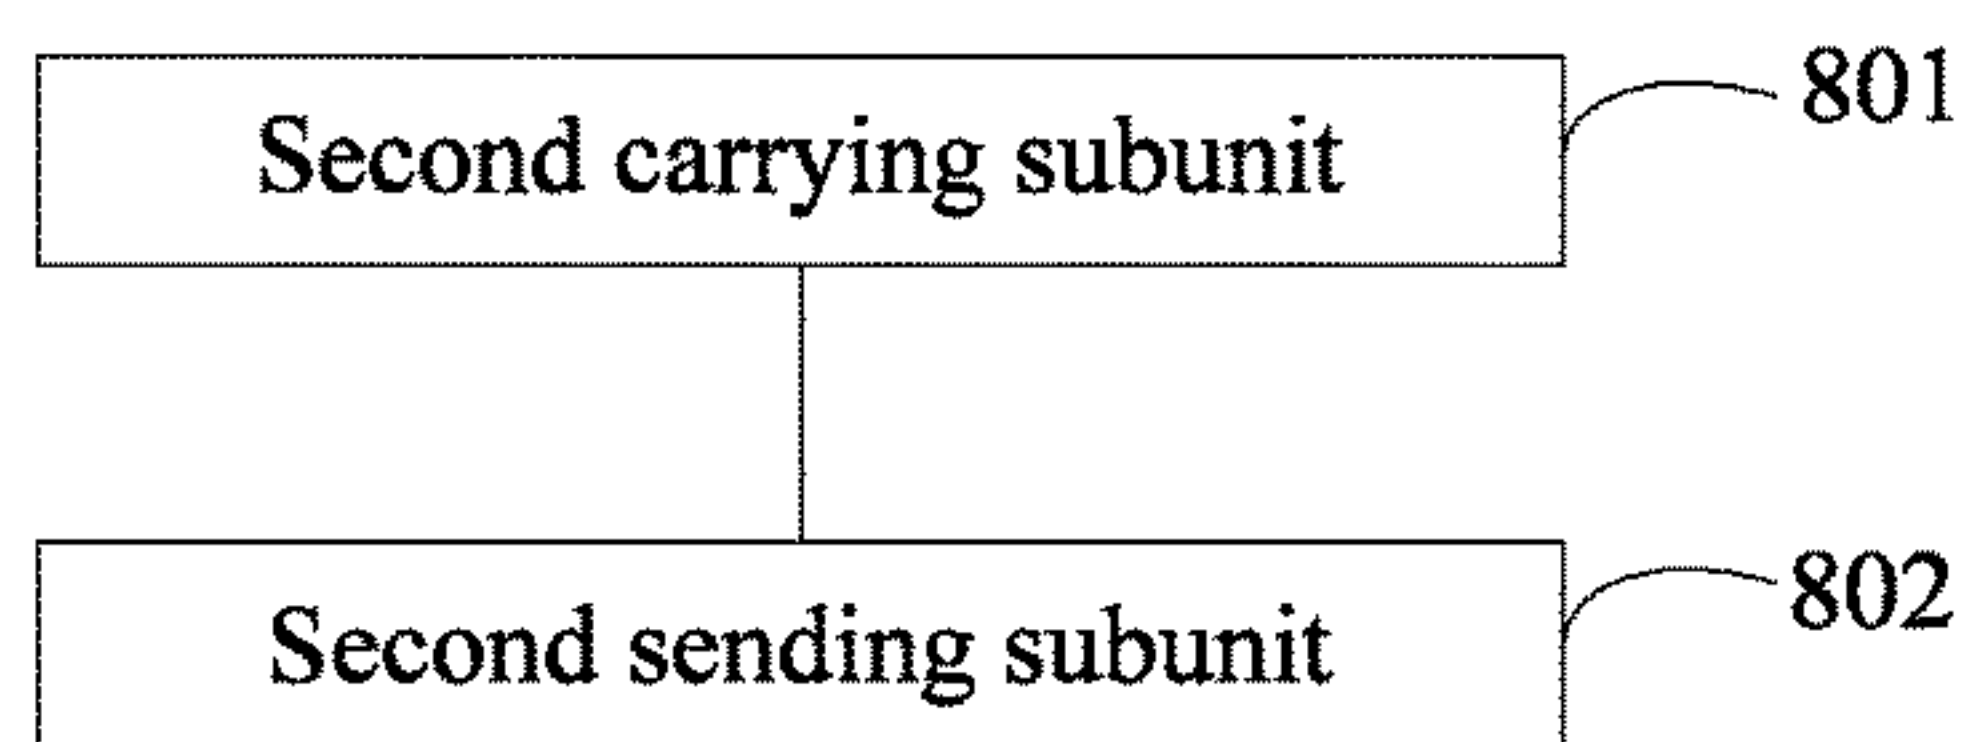 Second carrying subunit
801
Second sending subunit
802